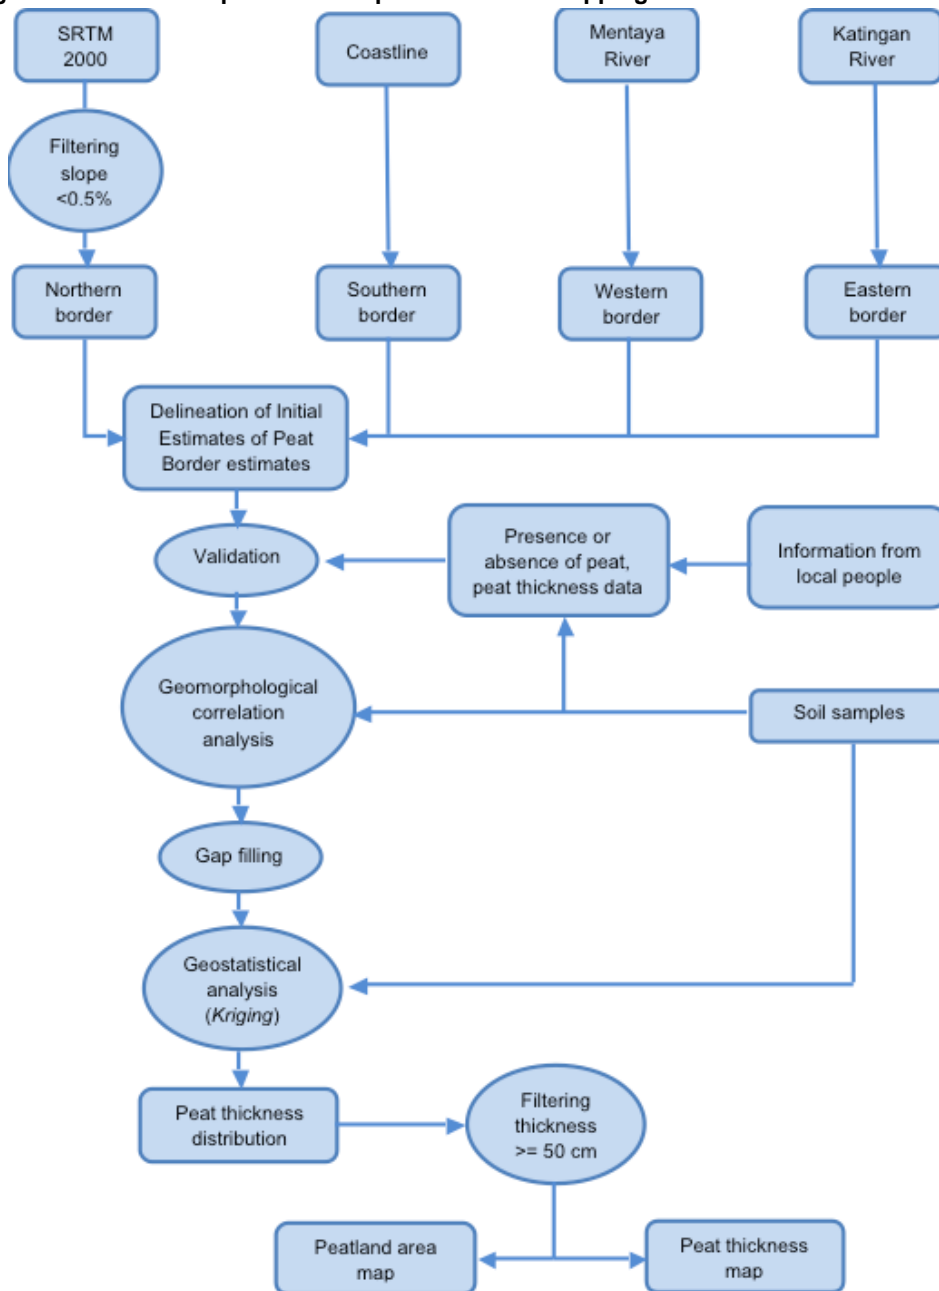 SRTM
2000
Coastline
Mentaya
River
Katingan
River
Filtering
slope
<0.5%
Northern
border
Southern
border
Western
border
Eastern
border
Delineation of Initial
Estimates of Peat
Border estimates
Validation
Presence or
absence of peat,
peat thickness data
Information from
local people
Geomorphological
correlation
analysis
Soil samples
Gap filling
Geostatistical
analysis
(Kriging)
Peat thickness
distribution
Filtering
thickness
>= 50 cm
Peatland area
map
Peat thickness
map